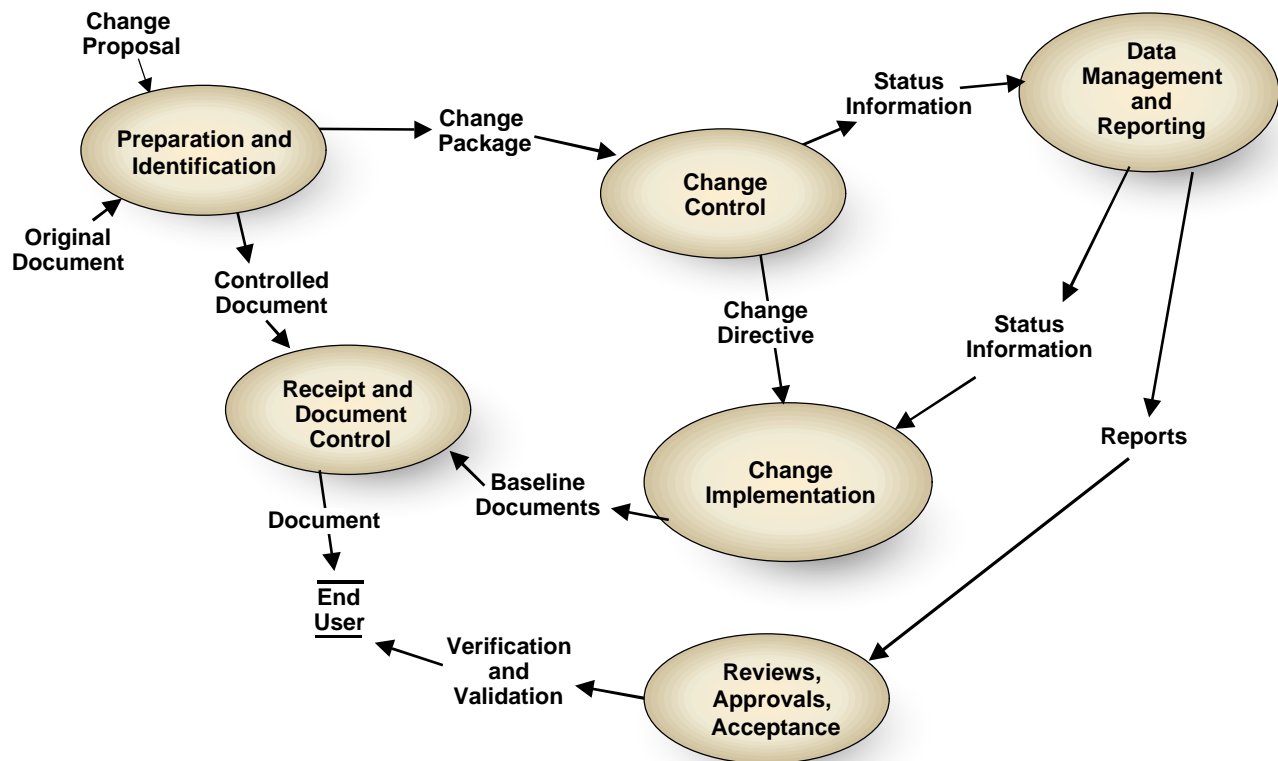 Change
Proposal
Preparation and
Identification
Original
Document
Change
Package
Change
Control
Status
Information
Data
Management
and
Reporting
Controlled
Document
Change
Directive
Status
Information
Reports
Receipt and
Document
Control
Baseline
Documents
Change
Implementation
Document
End
User
Verification
and
Validation
Reviews,
Approvals,
Acceptance